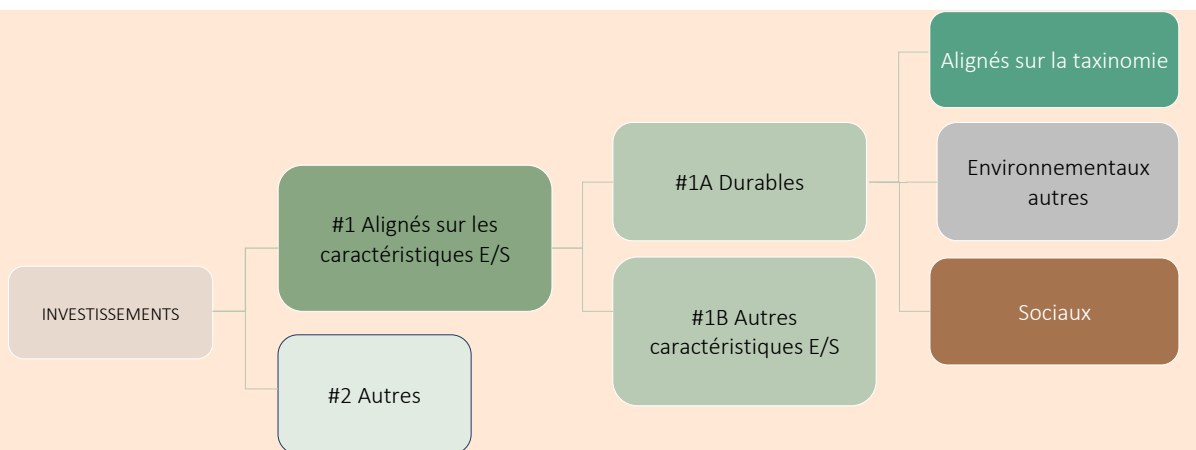 INVESTISSEMENTS
#1 Alignés sur les
caractéristiques E/S
#2 Autres
#1A Durables
#1B Autres
caractéristiques E/S
Alignés sur la taxinomie
Environnementaux
autres
Sociaux